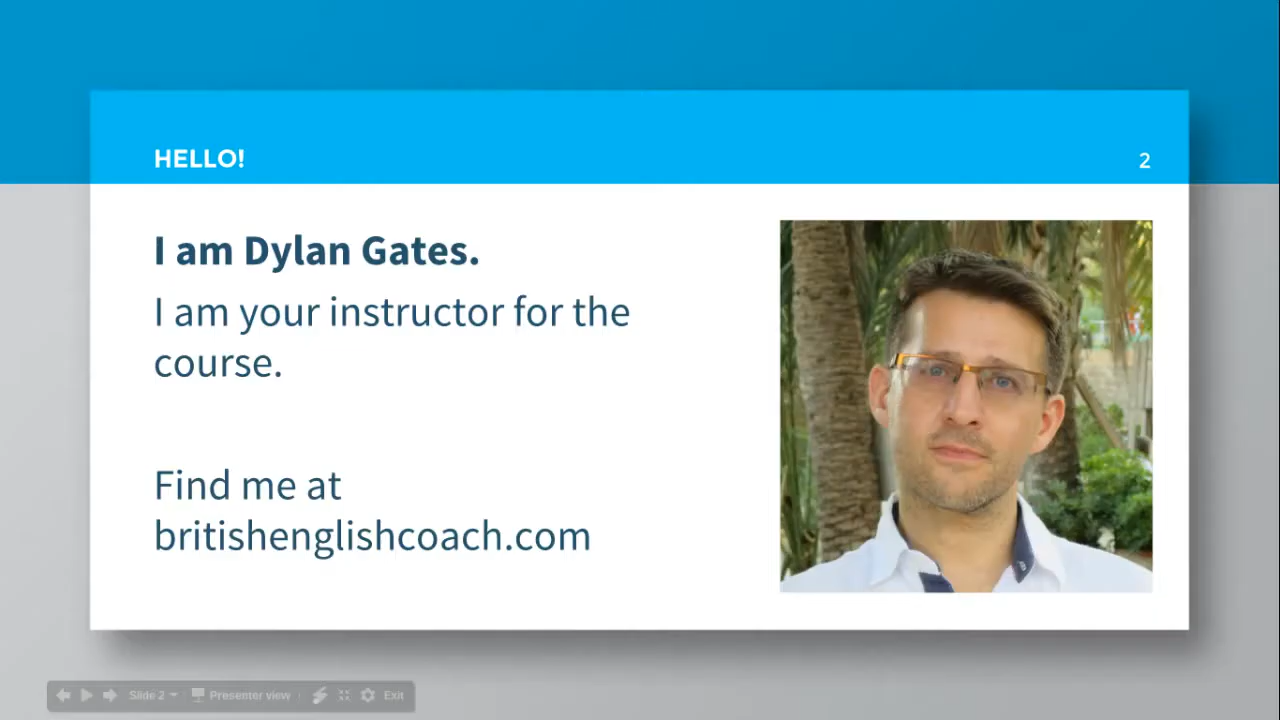 HELLO!
2
I am Dylan Gates.
I am your instructor for the
course.
Find me at
britishenglishcoach.com
Slide 2
Presenter view
Exit